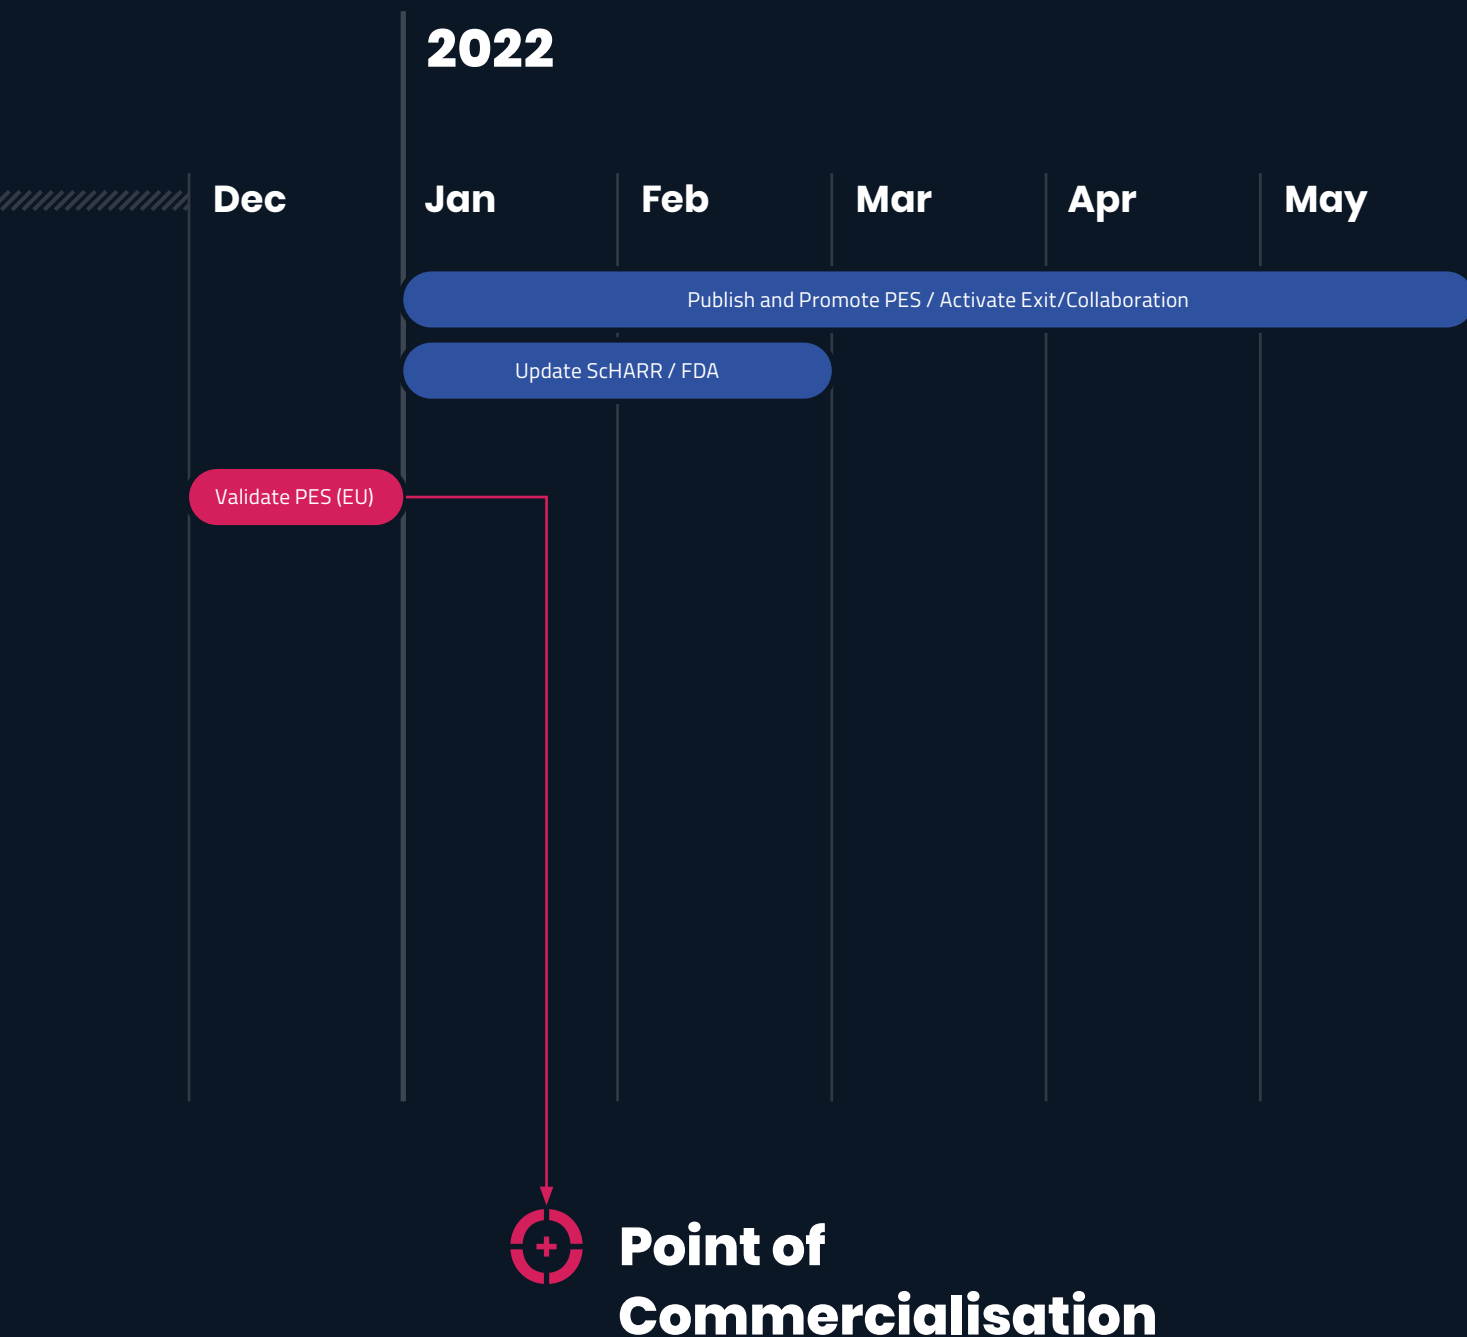 2022
Dec
Jan
Feb
Mar
Apr
May
Publish and Promote PES / Activate Exit/Collaboration
Update ScHARR / FDA
Validate PES (EU)
Point of
Commercialisation